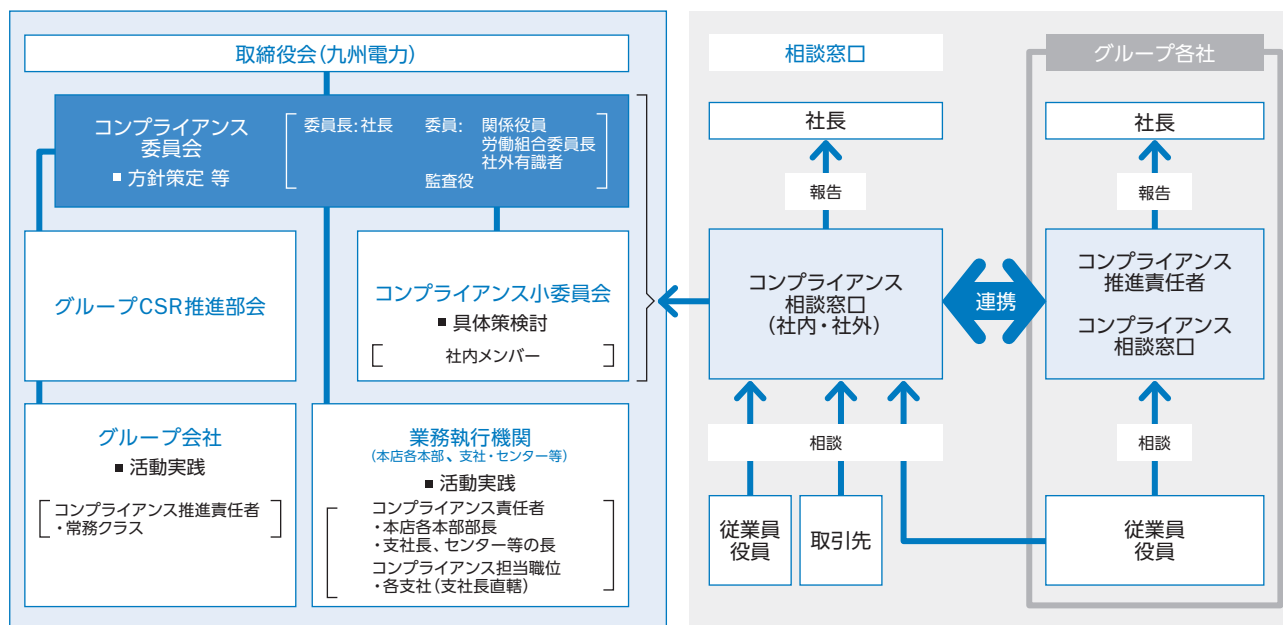 取締役会(九州電力)
コンプライアンス
委員会
■ 方針策定 等
委員長:社長 委員: 関係役員
労働組合委員長
社外有識者
監査役
グループCSR推進部会
コンプライアンス小委員会
■ 具体策検討
社内メンバー
グループ会社
■ 活動実践
コンプライアンス推進責任者
・常務クラス
業務執行機関
(本店各本部、支社・センター等)
■ 活動実践
コンプライアンス責任者
・本店各本部部長
・支社長、センター等の長
コンプライアンス担当職位
・各支社(支社長直轄)
相談窓口
社長
報告
コンプライアンス
相談窓口
(社内・社外)
連携
相談
従業員
役員
取引先
グループ各社
社長
報告
コンプライアンス
推進責任者
コンプライアンス
相談窓口
相談
従業員
役員